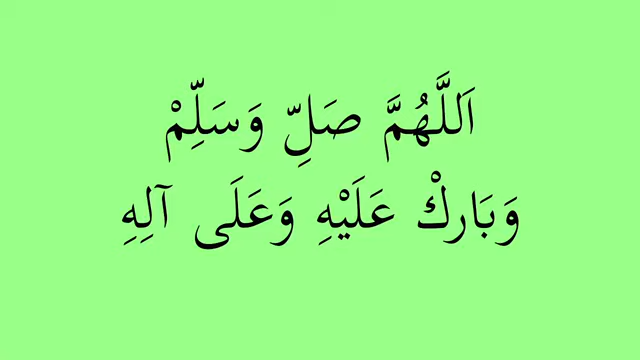 اَللَّهُمَّ صَلِّ وَسَلِّمْ
وَبَارِكْ عَلَيْهِ وَعَلَى آلِهِ